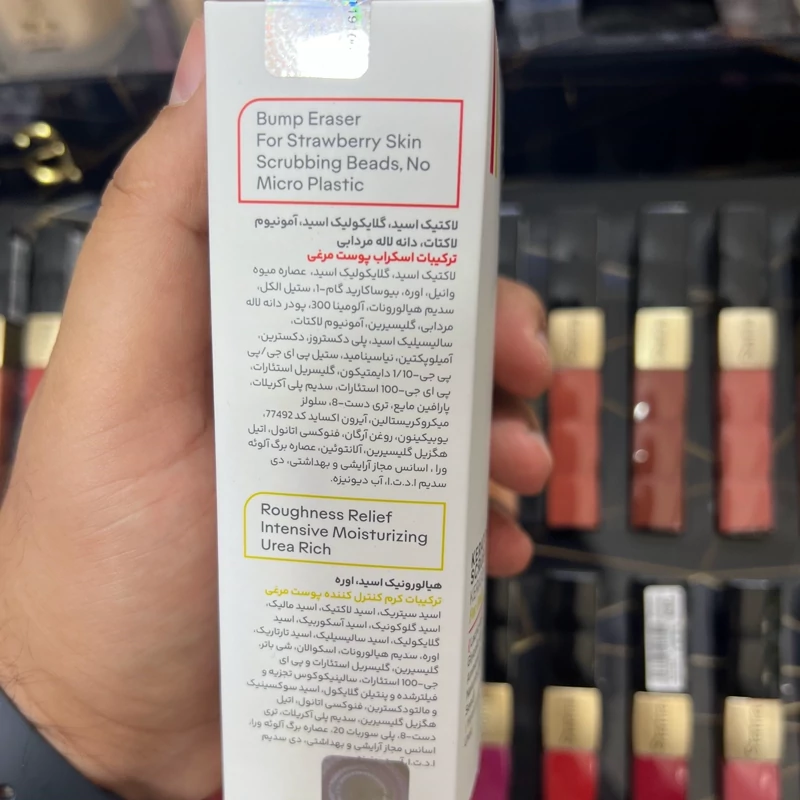 Bump Eraser
For Strawberry Skin
Scrubbing Beads, No
Micro Plastic
لاکتیک اسید، گلایکولیک اسید، آمونیوم
لاکتات، دانه لاله مردابی
ترکیبات اسکراب پوست مرغی
لاکتیک اسید، گلایکولیک اسید، عصاره میوه
وانیل، اوره، بیوساکارید گام-1، ستیل الکل،
سدیم هیالورونات، آلومینا 300، پودر دانه لاله
مردابی، گلیسیرین، آمونیوم لاکتات،
سالیسیلیک اسید، پلی دکستروز، دکسترین،
آمیلوپکتین، نیاسینامید، ستیل پی ای جی/پی
پی جی-1/10 دایمتیکون، گلیسریل استئارات،
پی ای جی-100 استئارات، سدیم پلی آکریلات،
پارافین مایع، تری دست-8، سلولز
میکروکریستالین، آیرون اکساید کد 77492،
یوبیکینون، روغن آرگان، فنوکسی اتانول، اتیل
هگزیل گلیسیرین، آلانتوئین، عصاره برگ آلوئه
ورا ، اسانس مجاز آرایشی و بهداشتی، دی
سدیم ا.د.ت.ا، آب دیونیزه.
Roughness Relief
Intensive Moisturizing
Urea Rich
هیالورونیک اسید، اوره
ترکیبات کرم کنترل کننده پوست مرغی
اسید سیتریک، اسید لاکتیک، اسید مالیک،
اسید گلوکونیک، اسید آسکوربیک، اسید
گلایکولیک، اسید سالیسیلیک، اسید تارتاریک،
اوره، سدیم هیالورونات، اسکوالان، شی باتر،
گلیسیرین، گلیسریل استئارات و پی ای
جی-100 استئارات، سالینیکوکوس تجزیه و
فیلترشده و پنتیلن گلایکول، اسید سوکسینیک
و مالتودکسترین، فنوکسی اتانول، اتیل
هگزیل گلیسیرین، سدیم پلی آکریلات، تری
دست-8، پلی سوربات 20، عصاره برگ آلوئه ورا،
اسانس مجاز آرایشی و بهداشتی، دی سدیم
ا.د.ت.ا، آب